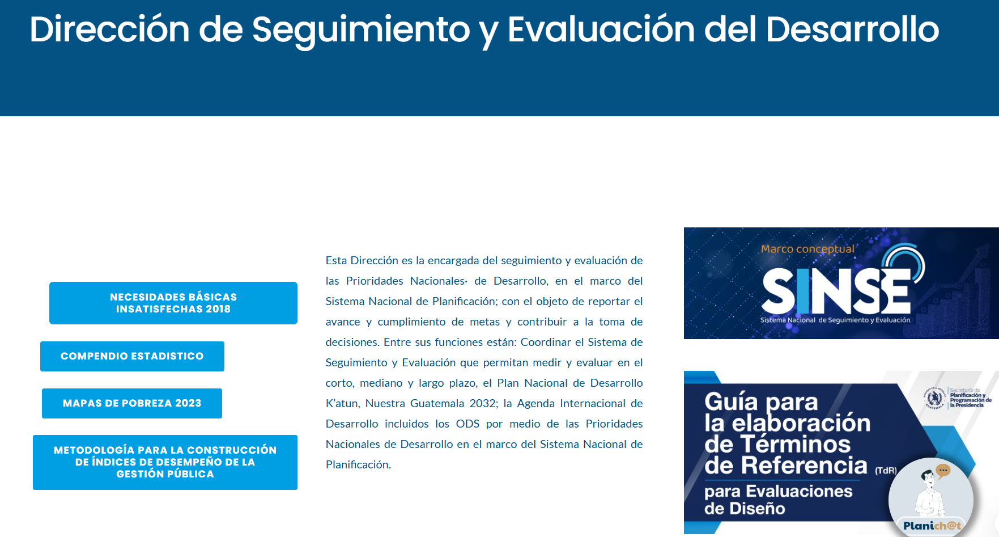 Dirección de Seguimiento y Evaluación del Desarrollo
NECESIDADES BÁSICAS
INSATISFECHAS 2018
COMPENDIO ESTADISTICO
MAPAS DE POBREZA 2023
METODOLOGÍA PARA LA CONSTRUCCIÓN
DE ÍNDICES DE DESEMPEÑO DE LA
GESTIÓN PÚBLICA
Esta Dirección es la encargada del seguimiento y evaluación de
las Prioridades Nacionales· de Desarrollo, en el marco del
Sistema Nacional de Planificación; con el objeto de reportar el
avance y cumplimiento de metas y contribuir a la toma de
decisiones. Entre sus funciones están: Coordinar el Sistema de
Seguimiento y Evaluación que permitan medir y evaluar en el
corto, mediano y largo plazo, el Plan Nacional de Desarrollo
K’atun, Nuestra Guatemala 2032; la Agenda Internacional de
Desarrollo incluidos los ODS por medio de las Prioridades
Nacionales de Desarrollo en el marco del Sistema Nacional de
Planificación.
Marco conceptual
SINSE
Sistema Nacional de Seguimiento y Evaluación
Secretaría de
Planificación y
Programación de
la Presidencia
GUATEMALA
Guía para
la elaboración
de Términos
de Referencia (TdR)
para Evaluaciones
de Diseño
Planich@t